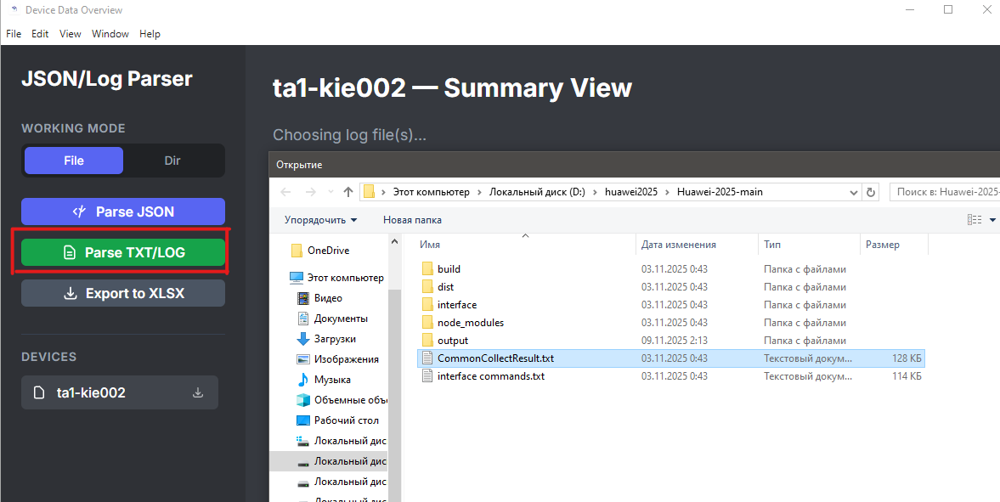 Device Data Overview
File Edit View Window Help
JSON/Log Parser
WORKING MODE
File Dir
Parse JSON
Parse TXT/LOG
Export to XLSX
DEVICES
ta1-kie002
ta1-kie002 — Summary View
Choosing log file(s)...
Открытие
Этот компьютер > Локальный диск (D:) > huawei2025 > Huawei-2025-main
Поиск в: Huawei-2025-
Упорядочить Новая папка
OneDrive
Этот компьютер
Видео
Документы
Загрузки
Изображения
Музыка
Объемные объ
Рабочий стол
Локальный дис
Локальный дис
Локальный дис
Локальный дис
Имя Дата изменения Тип Размер
build 03.11.2025 0:43 Папка с файлами
dist 03.11.2025 0:43 Папка с файлами
interface 03.11.2025 0:43 Папка с файлами
node_modules 03.11.2025 0:43 Папка с файлами
output 09.11.2025 2:13 Папка с файлами
CommonCollectResult.txt 03.11.2025 0:43 Текстовый докум... 128 КБ
interface commands.txt 03.11.2025 0:43 Текстовый докум... 114 КБ